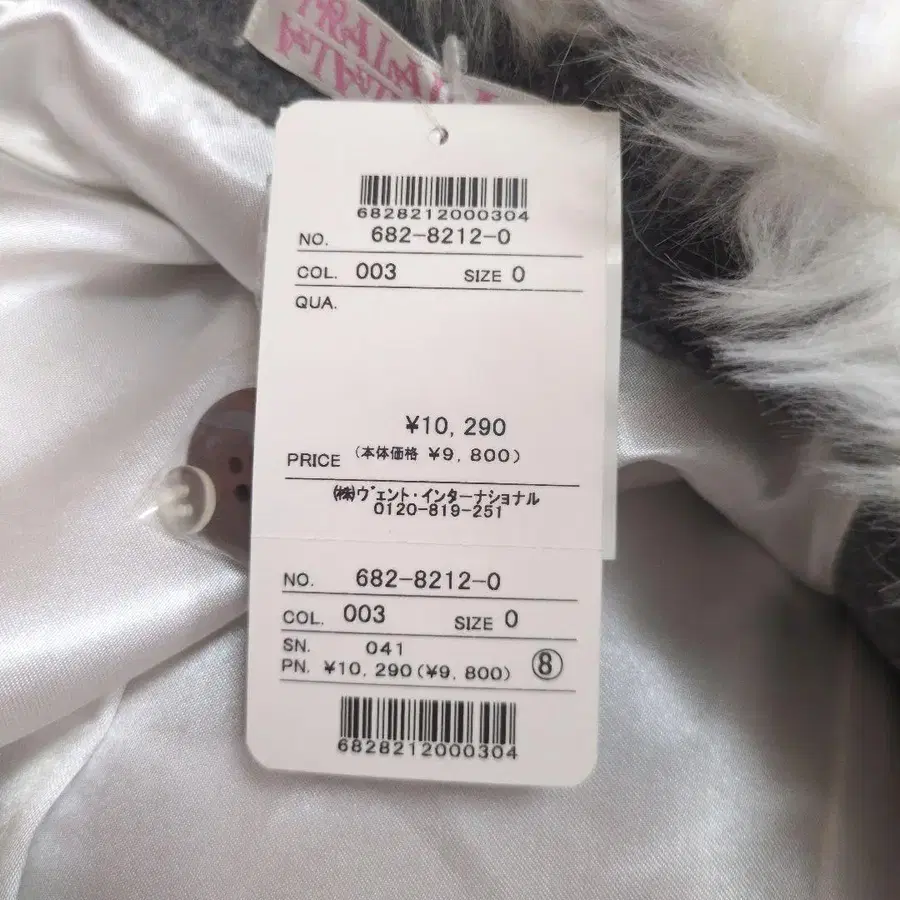 6828212000304
NO. 682-8212-0
COL. 003 SIZE 0
QUA.
¥10,290
PRICE (本体価格 ¥9,800)
㈱ヴェント・インターナショナル
0120-819-251
NO. 682-8212-0
COL. 003 SIZE 0
SN. 041
PN. ¥10,290(¥9,800) ⑧
6828212000304